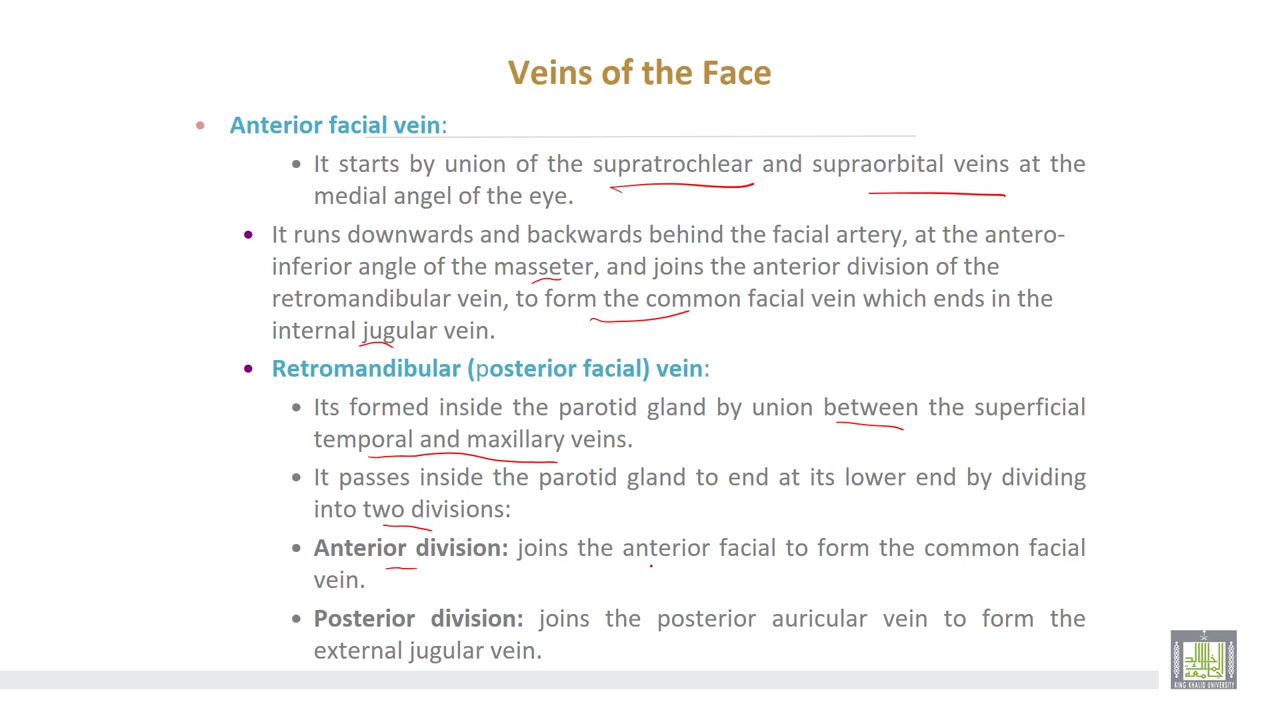 Veins of the Face
• Anterior facial vein:
• It starts by union of the supratrochlear and supraorbital veins at the
medial angel of the eye.
• It runs downwards and backwards behind the facial artery, at the antero-
inferior angle of the masseter, and joins the anterior division of the
retromandibular vein, to form the common facial vein which ends in the
internal jugular vein.
• Retromandibular (posterior facial) vein:
• Its formed inside the parotid gland by union between the superficial
temporal and maxillary veins.
• It passes inside the parotid gland to end at its lower end by dividing
into two divisions:
• Anterior division: joins the anterior facial to form the common facial
vein.
• Posterior division: joins the posterior auricular vein to form the
external jugular vein.
KING KHALID UNIVERSITY